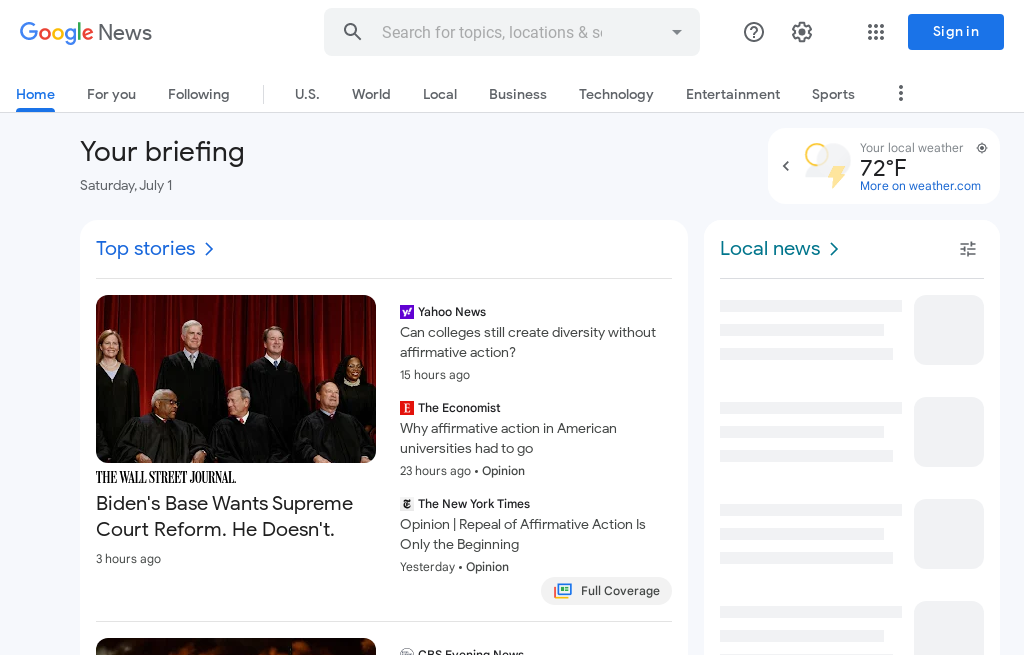 Google News
Search for topics, locations & so
Sign in
Home
For you
Following
U.S.
World
Local
Business
Technology
Entertainment
Sports
Your briefing
Saturday, July 1
Your local weather
72°F
More on weather.com
Top stories
THE WALL STREET JOURNAL.
Biden's Base Wants Supreme
Court Reform. He Doesn't.
3 hours ago
Yahoo News
Can colleges still create diversity without
affirmative action?
15 hours ago
The Economist
Why affirmative action in American
universities had to go
23 hours ago • Opinion
The New York Times
Opinion | Repeal of Affirmative Action Is
Only the Beginning
Yesterday • Opinion
Full Coverage
CBS Evening News
Local news